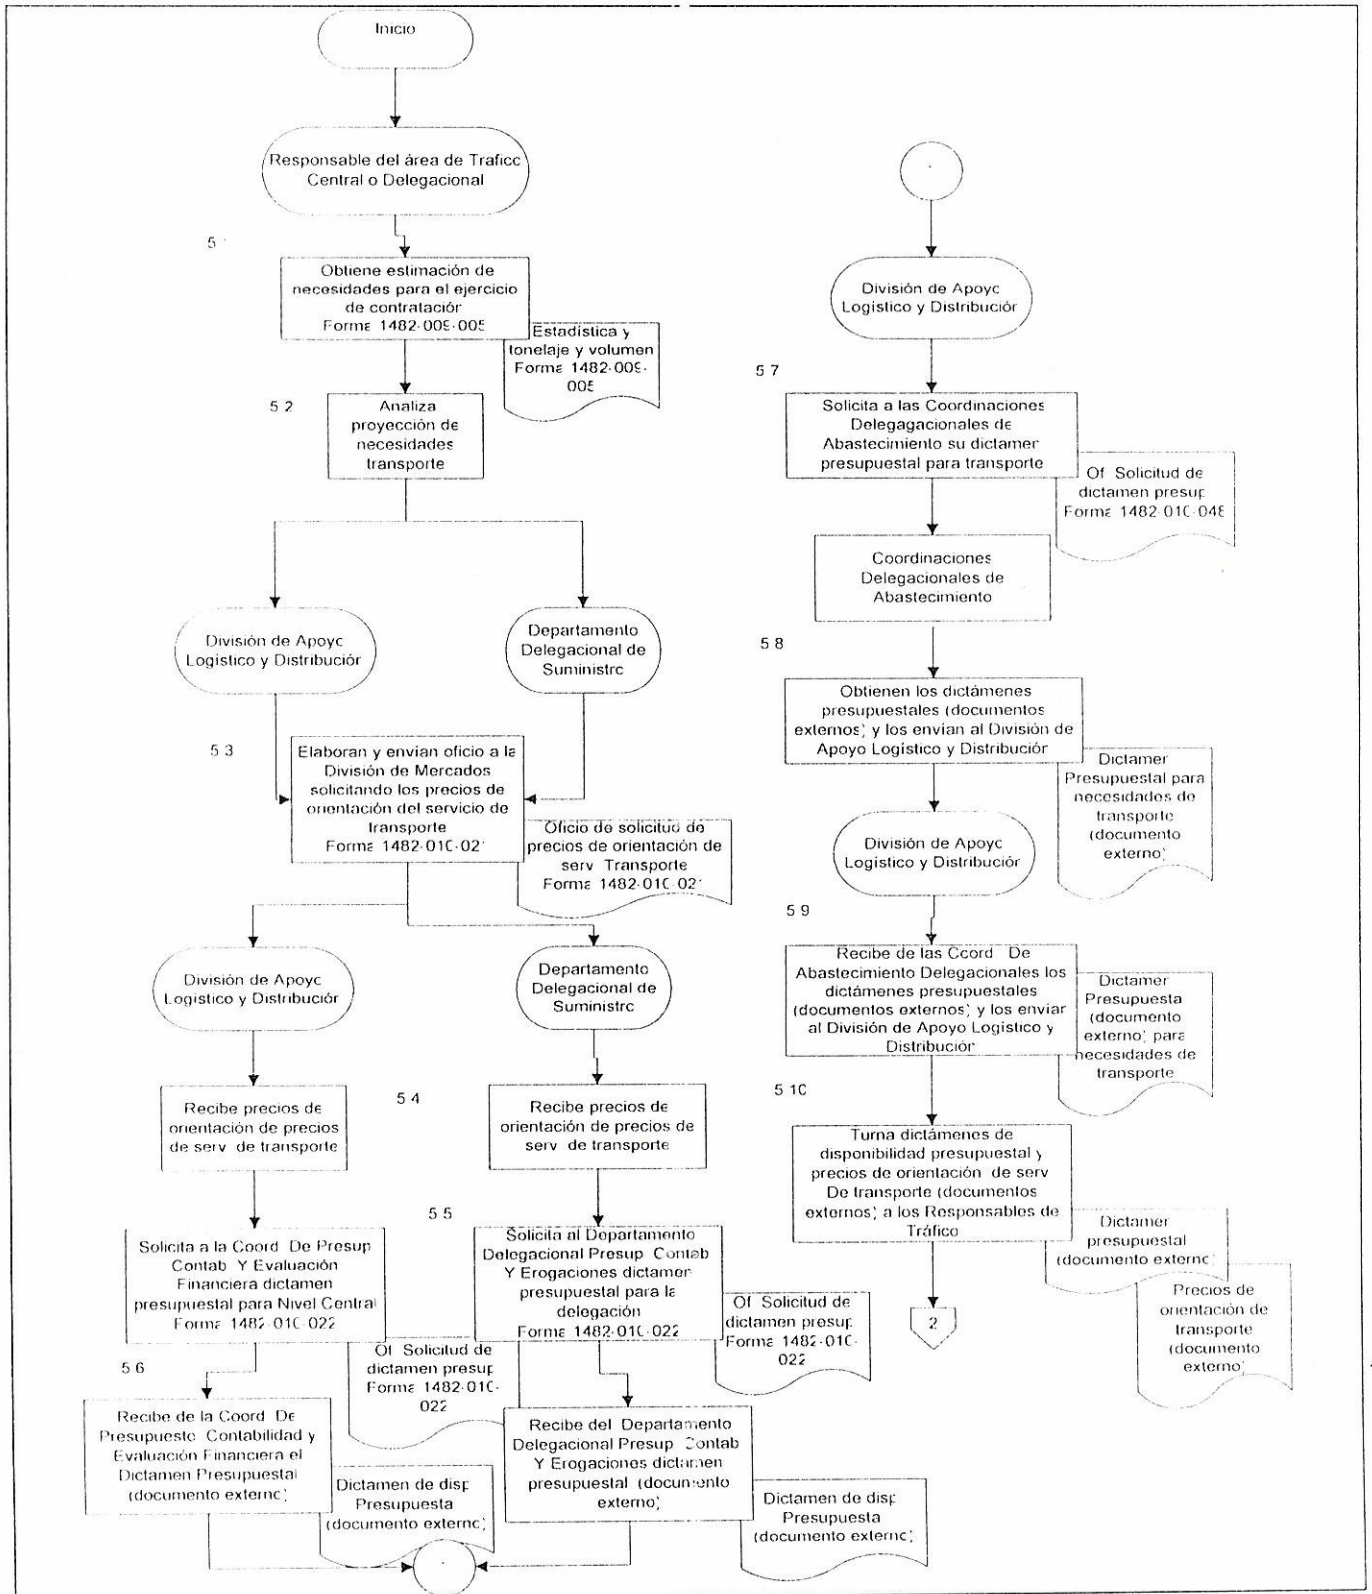 Inicio
Responsable del área de Trafico
Central o Delegacional
5
Obtiene estimación de
necesidades para el ejercicio
de contratación
Forma 1482-009-005
Estadística y
tonelaje y volumen
Forma 1482-009-
005
5 2
Analiza
proyección de
necesidades
transporte
División de Apoyo
Logístico y Distribución
Departamento
Delegacional de
Suministro
5 3
Elaboran y envían oficio a la
División de Mercados
solicitando los precios de
orientación del servicio de
transporte
Forma 1482-010-021
Oficio de solicitud de
precios de orientación de
serv Transporte
Forma 1482-010-021
División de Apoyo
Logístico y Distribución
Departamento
Delegacional de
Suministro
Recibe precios de
orientación de precios
de serv de transporte
5 4
Recibe precios de
orientación de precios de
serv de transporte
Solicita a la Coord De Presup
Contab Y Evaluación
Financiera dictamen
presupuestal para Nivel Central
Forma 1482-010-022
Of Solicitud de
dictamen presup
Forma 1482-010-
022
5 5
Solicita al Departamento
Delegacional Presup Contab
Y Erogaciones dictamen
presupuestal para la
delegación
Forma 1482-010-022
Of Solicitud de
dictamen presup
Forma 1482-010-
022
5 6
Recibe de la Coord De
Presupuesto Contabilidad y
Evaluación Financiera el
Dictamen Presupuestal
(documento externo)
Dictamen de disp
Presupuesta
(documento externo)
Recibe del Departamento
Delegacional Presup Contab
Y Erogaciones dictamen
presupuestal (documento
externo)
Dictamen de disp
Presupuesta
(documento externo)
División de Apoyo
Logístico y Distribución
5 7
Solicita a las Coordinaciones
Delegagacionales de
Abastecimiento su dictamen
presupuestal para transporte
Of Solicitud de
dictamen presup
Forma 1482-010-048
Coordinaciones
Delegacionales de
Abastecimiento
5 8
Obtienen los dictámenes
presupuestales (documentos
externos) y los envían al División de
Apoyo Logístico y Distribución
Dictamen
Presupuestal para
necesidades de
transporte
(documento
externo)
División de Apoyo
Logístico y Distribución
5 9
Recibe de las Coord De
Abastecimiento Delegacionales los
dictámenes presupuestales
(documentos externos) y los enviar
al División de Apoyo Logístico y
Distribución
Dictamen
Presupuesta
(documento
externo) para
necesidades de
transporte
5 10
Turna dictámenes de
disponibilidad presupuestal y
precios de orientación de serv
De transporte (documentos
externos) a los Responsables de
Tráfico
Dictamen
presupuestal
(documento externo)
Precios de
orientación de
transporte
(documento
externo)
2